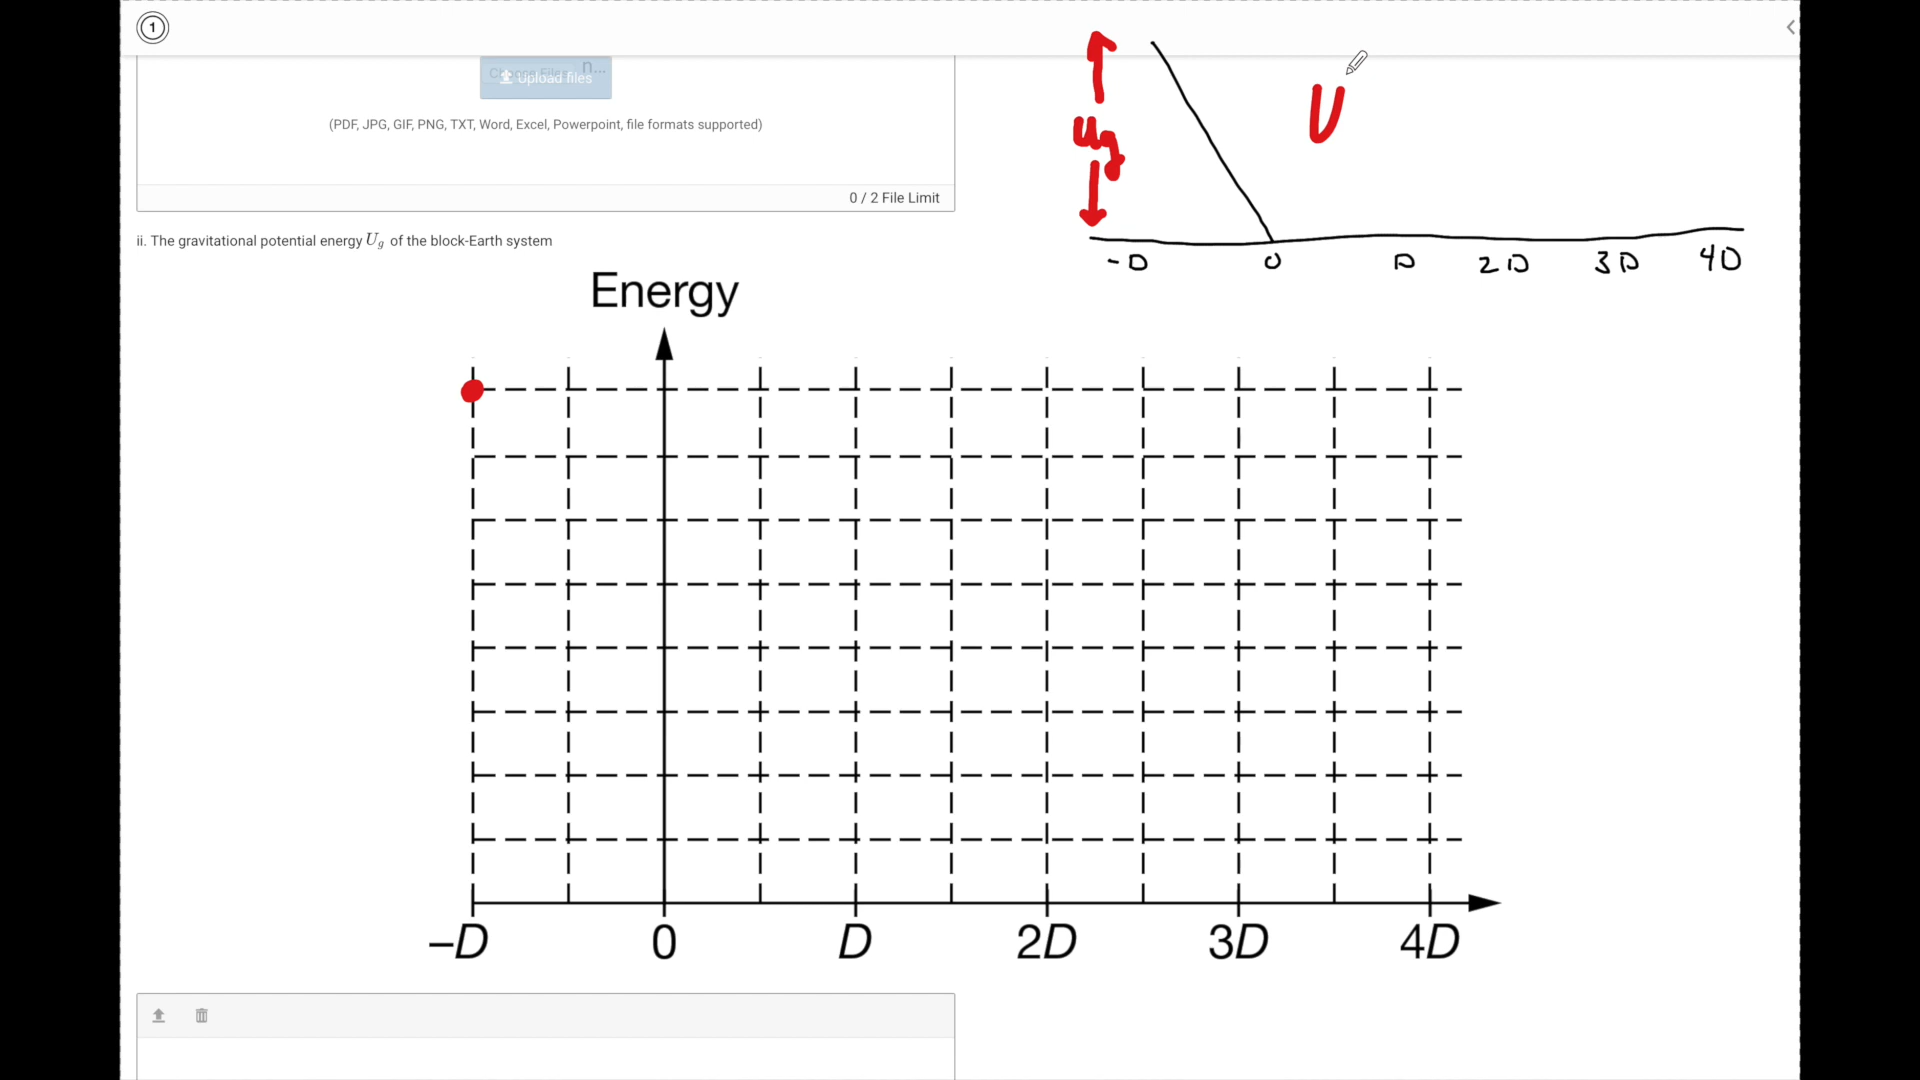 1
Choose Files n...
Upload files
(PDF, JPG, GIF, PNG, TXT, Word, Excel, Powerpoint, file formats supported)
0 / 2 File Limit
Ug
U
-D 0 D 2D 3D 4D
ii. The gravitational potential energy Ug of the block-Earth system
Energy
–D 0 D 2D 3D 4D